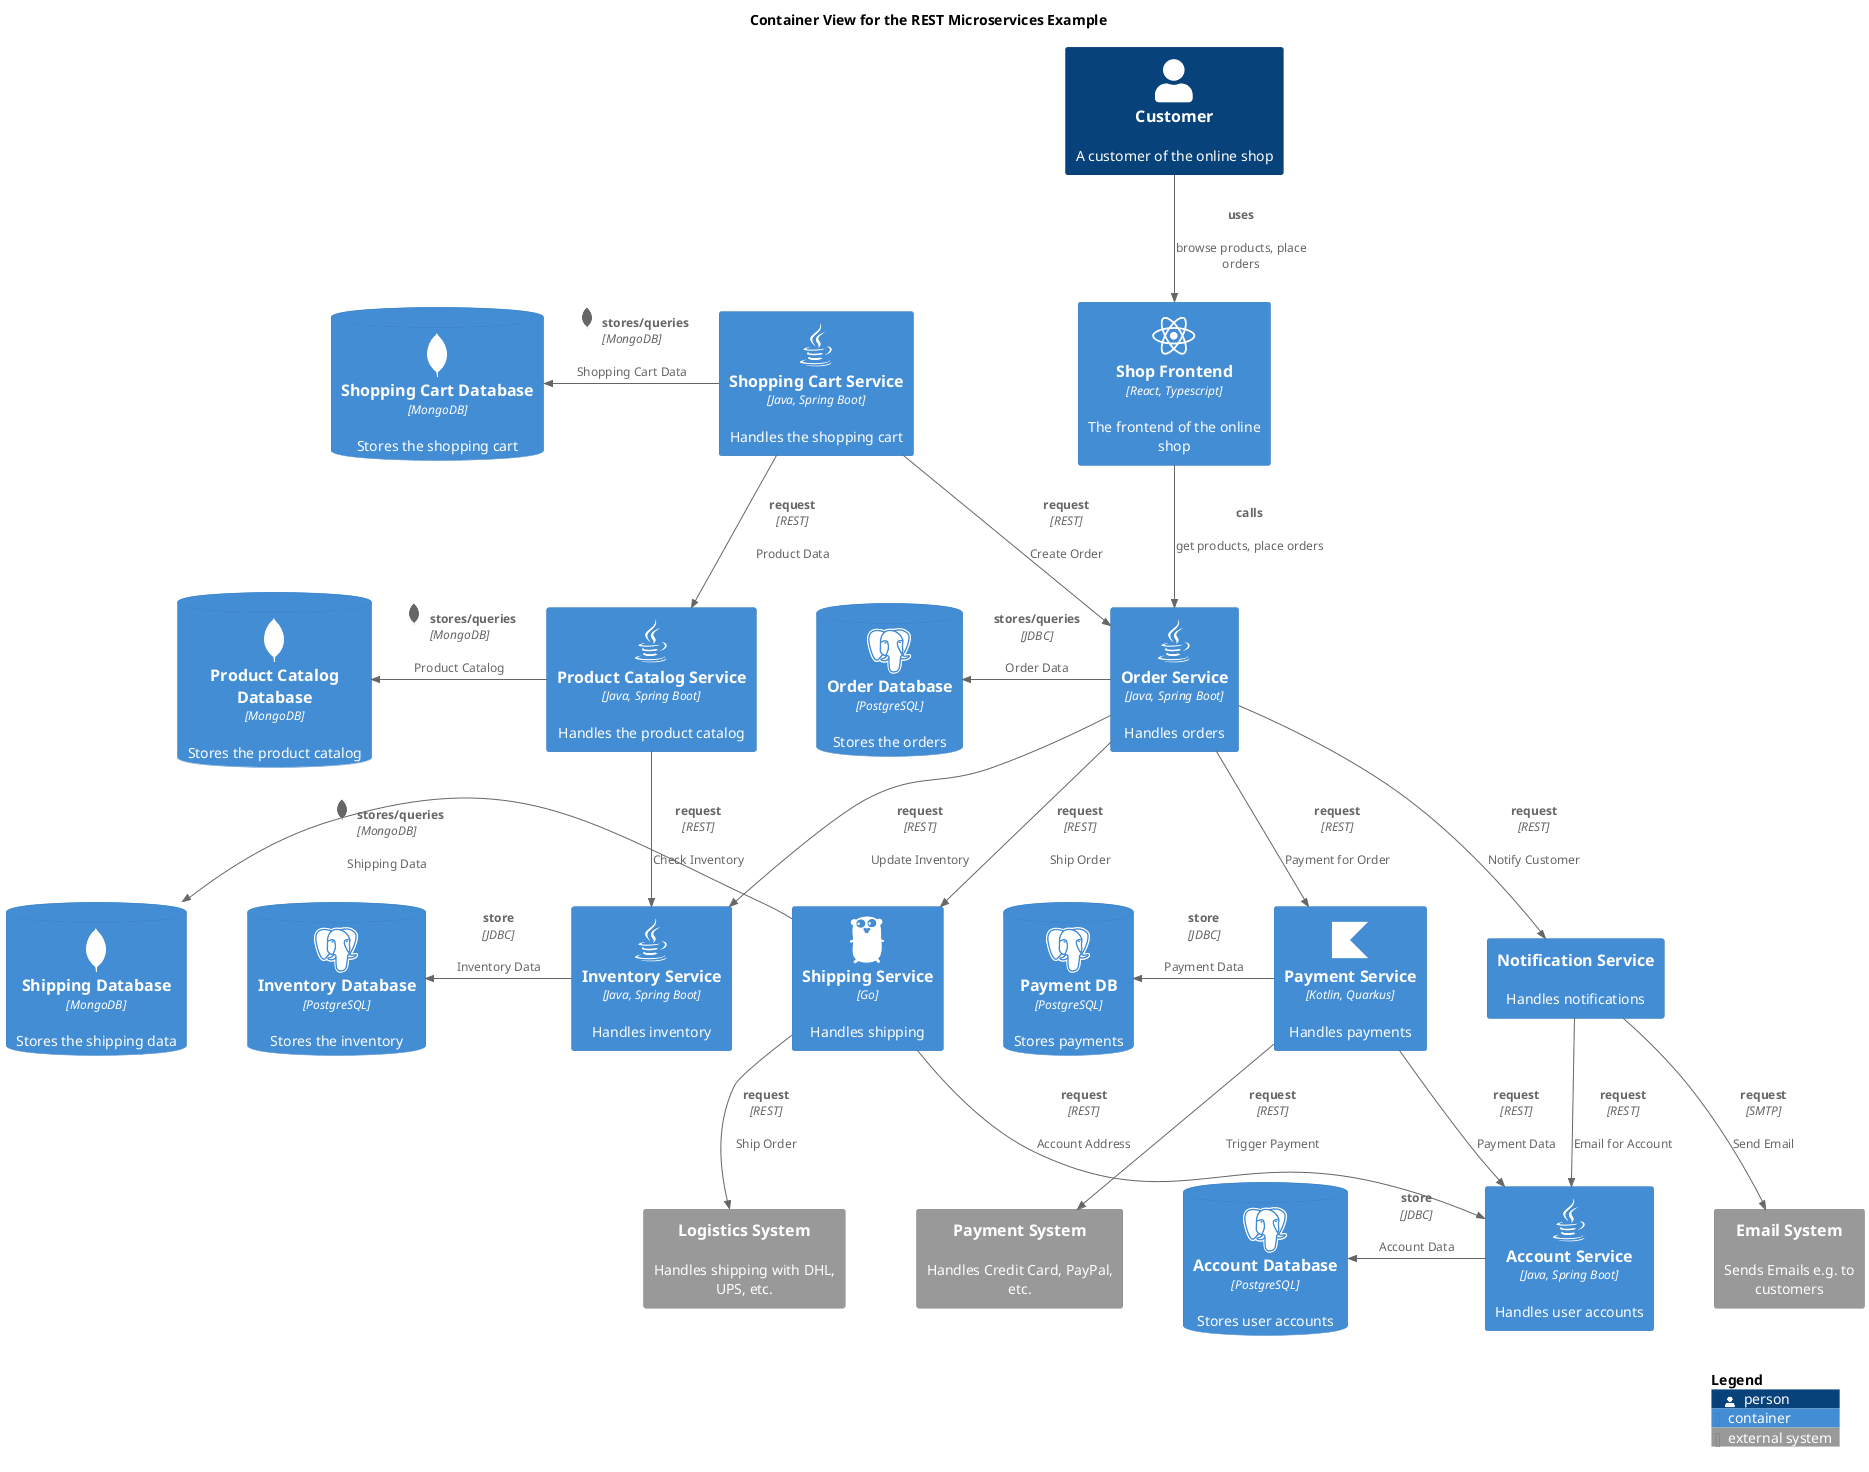 Container View for the REST Microservices Example
Customer
A customer of the online shop
uses
browse products, place
orders
Shopping Cart Database
[MongoDB]
Stores the shopping cart
stores/queries
[MongoDB]
Shopping Cart Data
Shopping Cart Service
[Java, Spring Boot]
Handles the shopping cart
Shop Frontend
[React, Typescript]
The frontend of the online
shop
request
[REST]
Product Data
request
[REST]
Create Order
calls
get products, place orders
Product Catalog
Database
[MongoDB]
Stores the product catalog
stores/queries
[MongoDB]
Product Catalog
Product Catalog Service
[Java, Spring Boot]
Handles the product catalog
Order Database
[PostgreSQL]
Stores the orders
stores/queries
[JDBC]
Order Data
Order Service
[Java, Spring Boot]
Handles orders
stores/queries
[MongoDB]
Shipping Data
request
[REST]
Check Inventory
request
[REST]
Update Inventory
request
[REST]
Ship Order
request
[REST]
Payment for Order
request
[REST]
Notify Customer
Shipping Database
[MongoDB]
Stores the shipping data
Inventory Database
[PostgreSQL]
Stores the inventory
store
[JDBC]
Inventory Data
Inventory Service
[Java, Spring Boot]
Handles inventory
Shipping Service
[Go]
Handles shipping
Payment DB
[PostgreSQL]
Stores payments
store
[JDBC]
Payment Data
Payment Service
[Kotlin, Quarkus]
Handles payments
Notification Service
Handles notifications
request
[REST]
Ship Order
request
[REST]
Account Address
request
[REST]
Trigger Payment
request
[REST]
Payment Data
request
[REST]
Email for Account
request
[SMTP]
Send Email
Logistics System
Handles shipping with DHL,
UPS, etc.
Payment System
Handles Credit Card, PayPal,
etc.
Account Database
[PostgreSQL]
Stores user accounts
store
[JDBC]
Account Data
Account Service
[Java, Spring Boot]
Handles user accounts
Email System
Sends Emails e.g. to
customers
Legend
person
container
external system